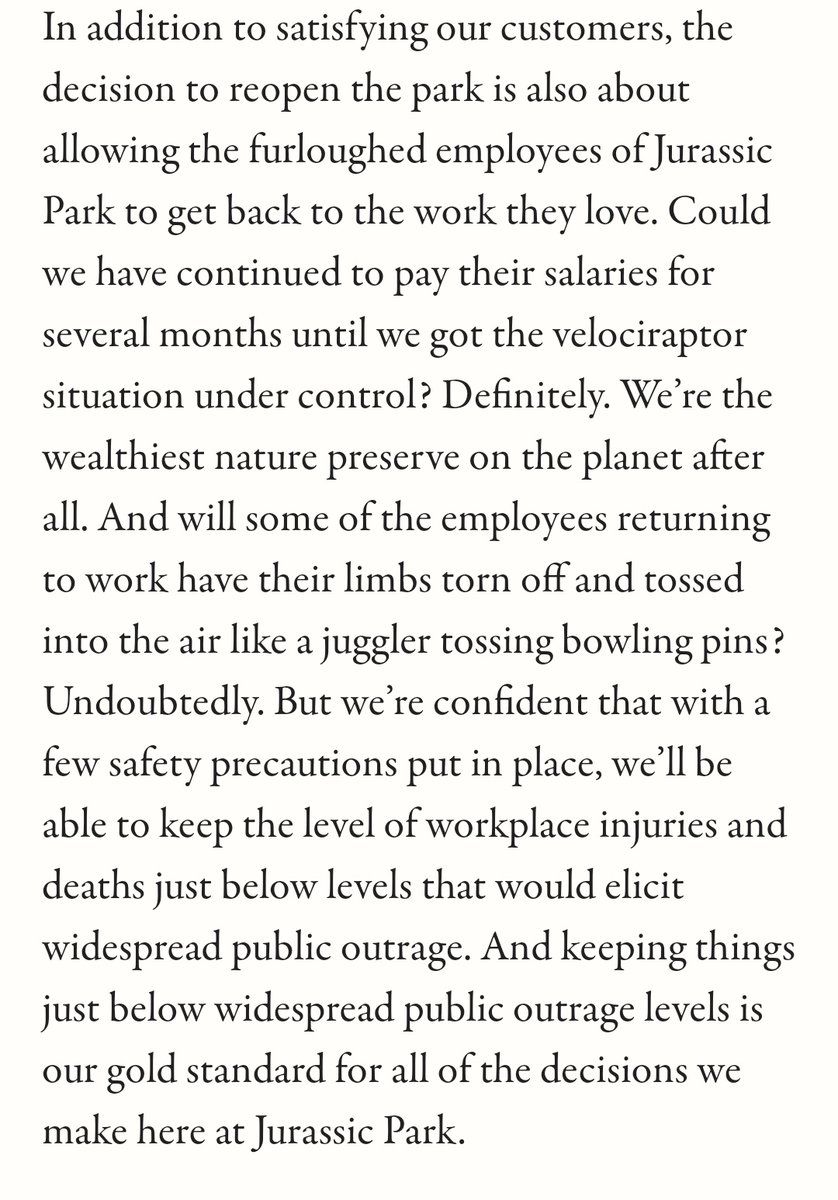 In addition to satisfying our customers, the
decision to reopen the park is also about
allowing the furloughed employees of Jurassic
Park to get back to the work they love. Could
we have continued to pay their salaries for
several months until we got the velociraptor
situation under control? Definitely. We’re the
wealthiest nature preserve on the planet after
all. And will some of the employees returning
to work have their limbs torn off and tossed
into the air like a juggler tossing bowling pins?
Undoubtedly. But we’re confident that with a
few safety precautions put in place, we’ll be
able to keep the level of workplace injuries and
deaths just below levels that would elicit
widespread public outrage. And keeping things
just below widespread public outrage levels is
our gold standard for all of the decisions we
make here at Jurassic Park.